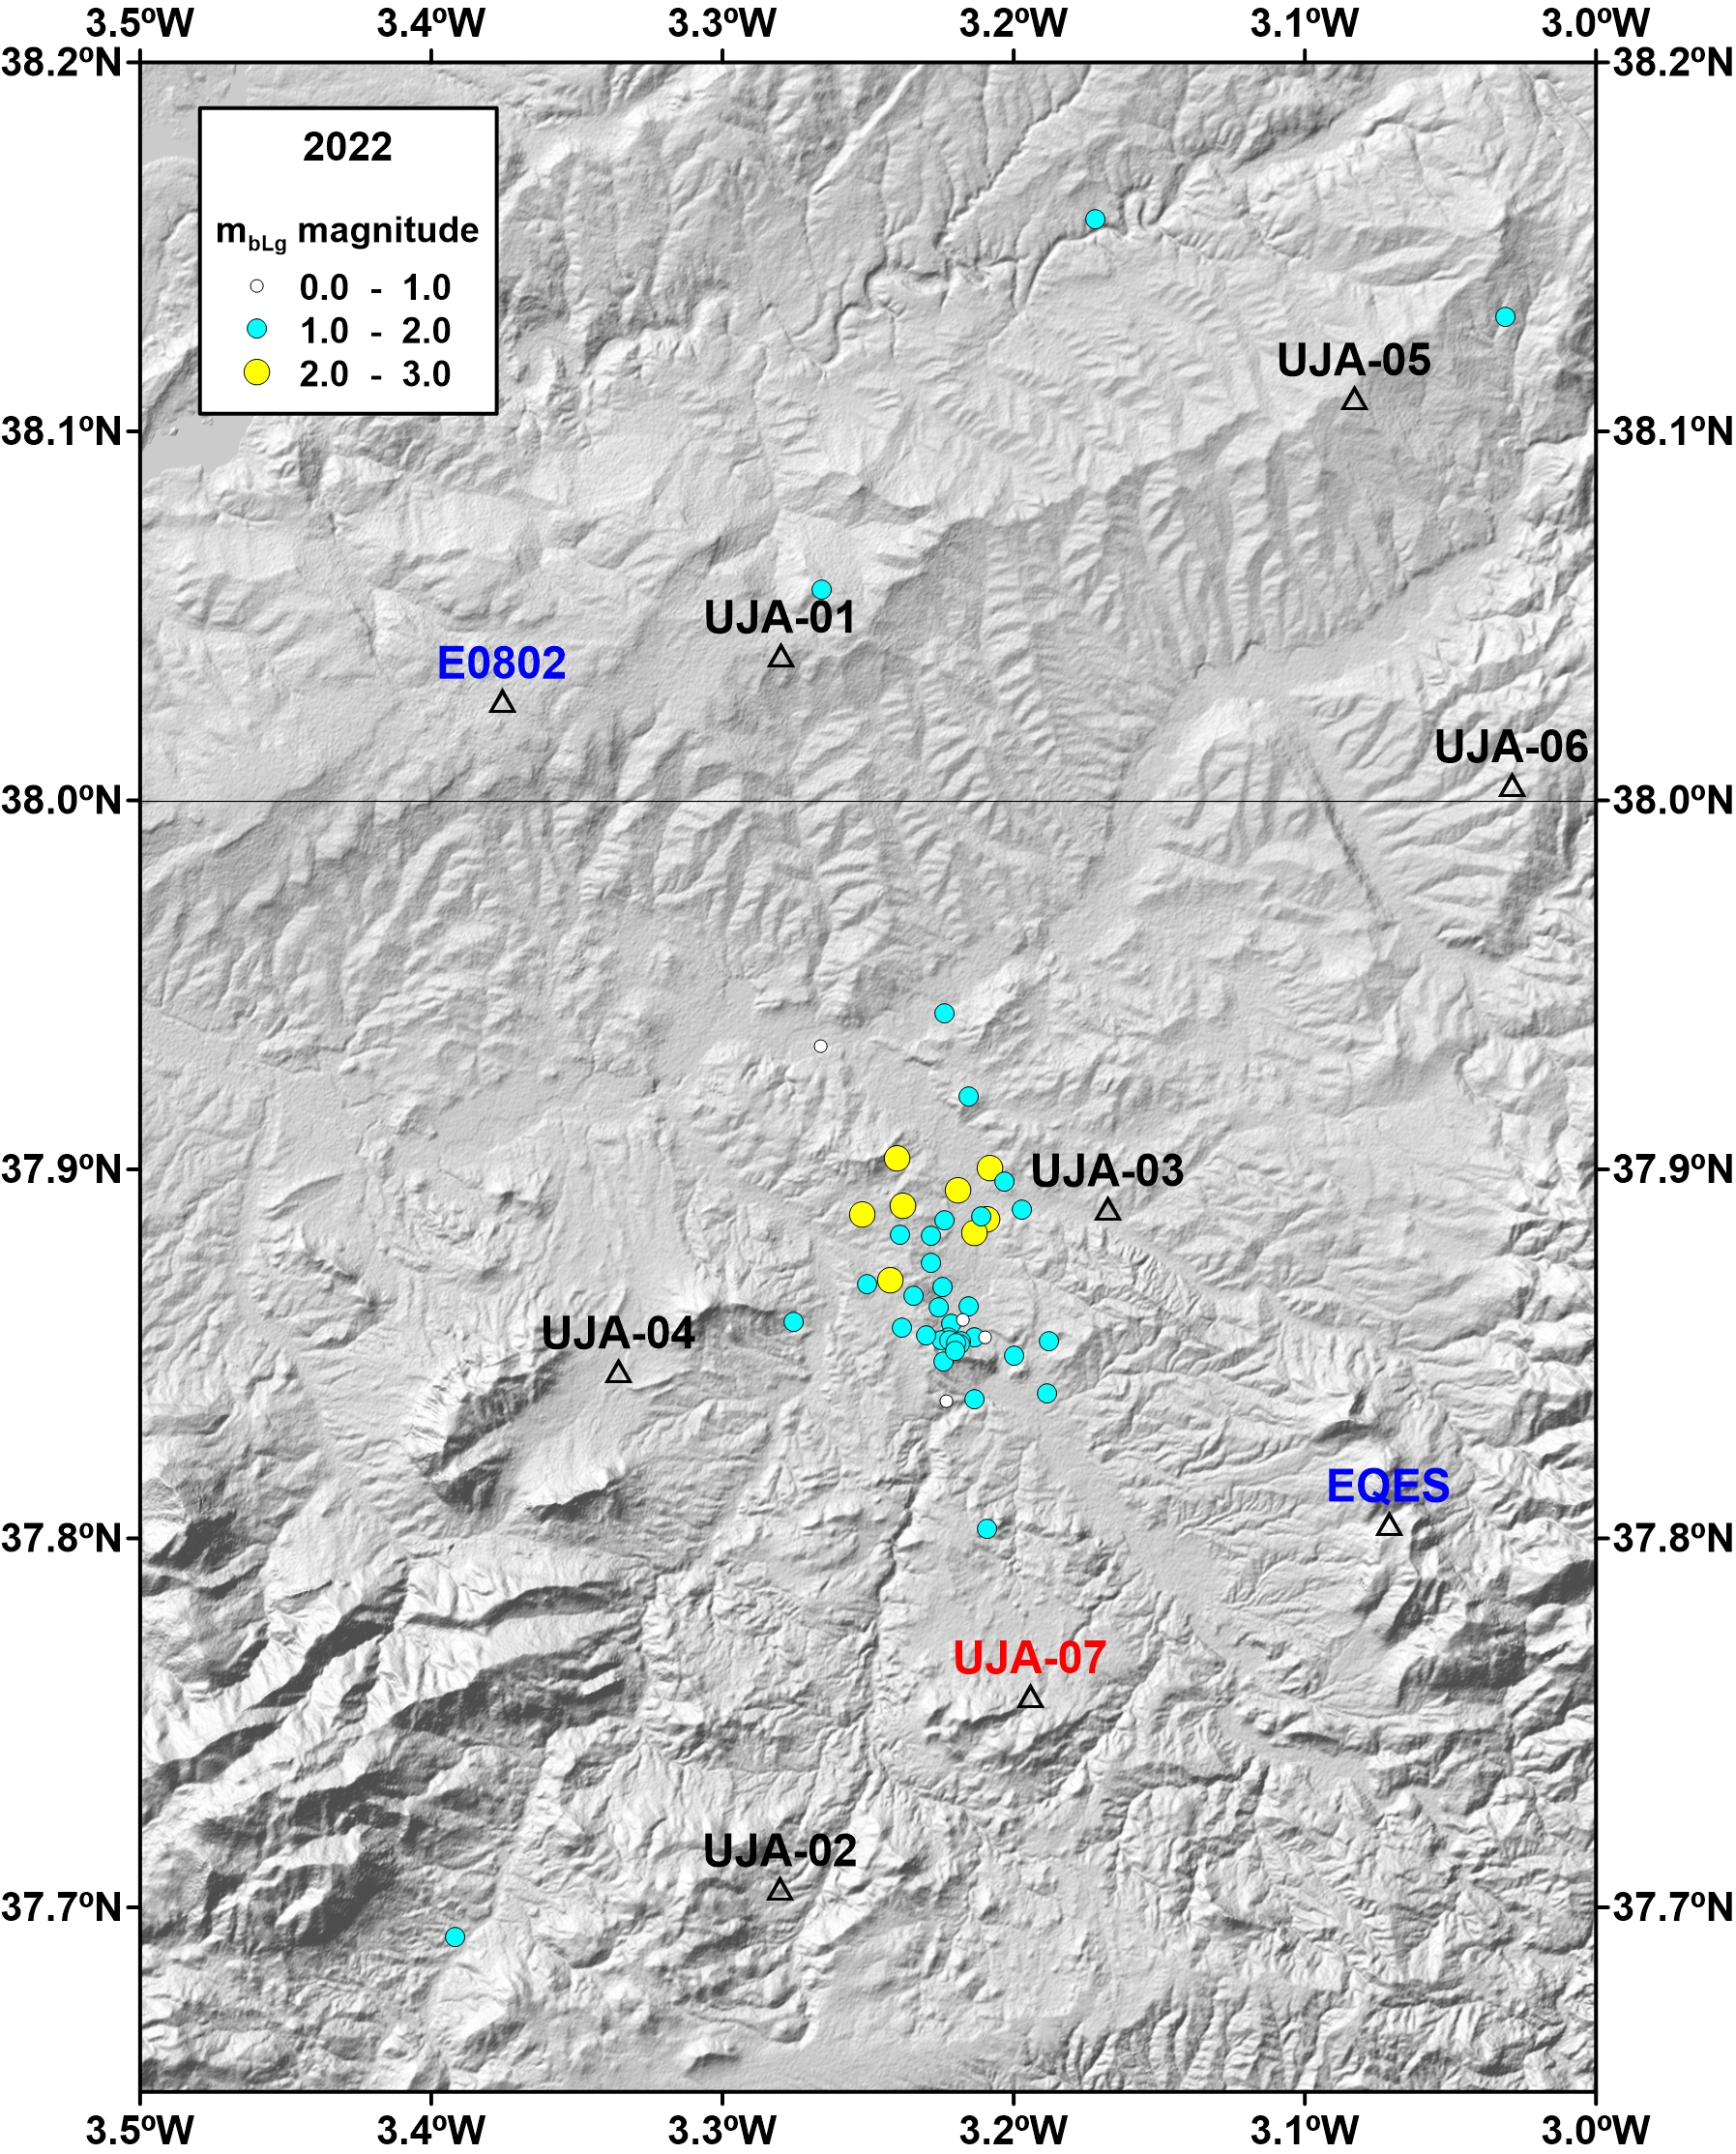 3.5ºW 3.4ºW 3.3ºW 3.2ºW 3.1ºW 3.0ºW
38.2ºN 38.2ºN
2022
mbLg magnitude
0.0 - 1.0
1.0 - 2.0
2.0 - 3.0
UJA-05
38.1ºN 38.1ºN
UJA-01
E0802
UJA-06
38.0ºN 38.0ºN
37.9ºN UJA-03 37.9ºN
UJA-04
EQES
37.8ºN 37.8ºN
UJA-07
UJA-02
37.7ºN 37.7ºN
3.5ºW 3.4ºW 3.3ºW 3.2ºW 3.1ºW 3.0ºW